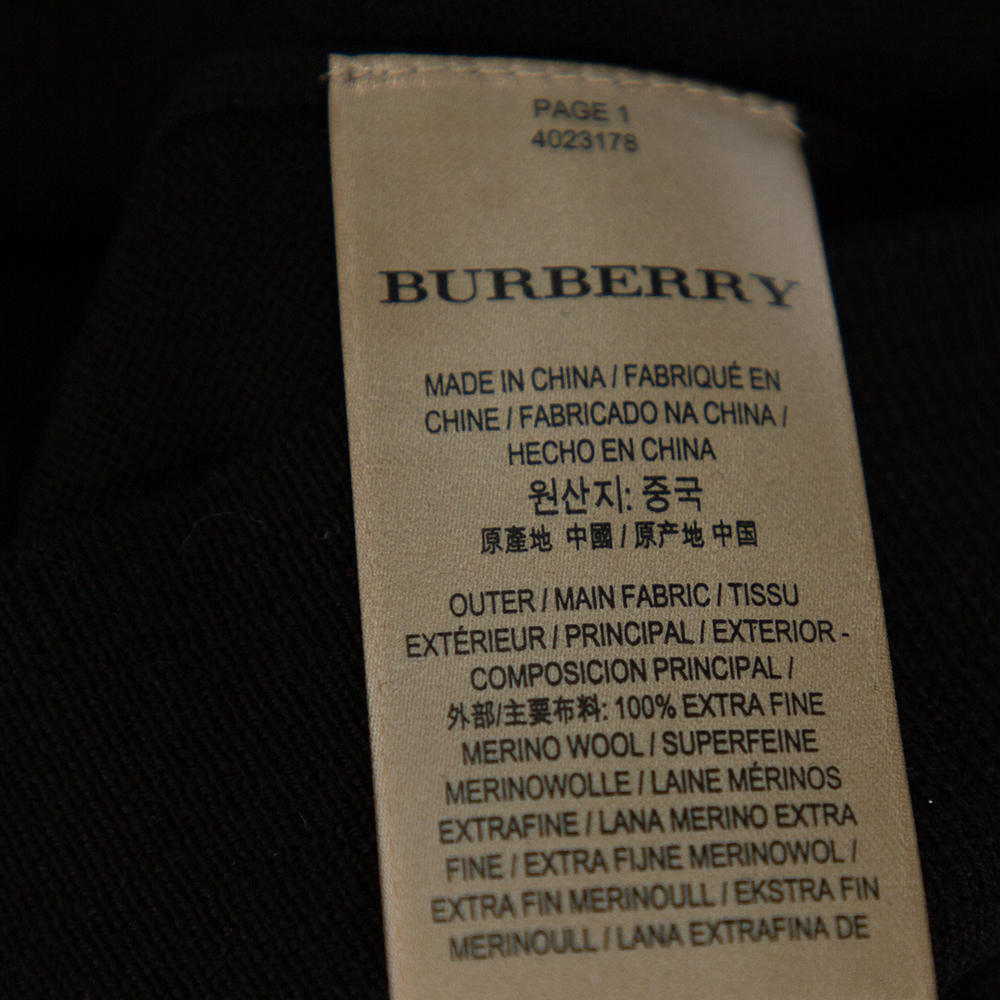 PAGE 1
4023178
BURBERRY
MADE IN CHINA / FABRIQUÉ EN
CHINE / FABRICADO NA CHINA /
HECHO EN CHINA
원산지: 중국
原產地 中國 / 原产地 中国
OUTER / MAIN FABRIC / TISSU
EXTÉRIEUR / PRINCIPAL / EXTERIOR -
COMPOSICION PRINCIPAL /
外部/主要布料: 100% EXTRA FINE
MERINO WOOL / SUPERFEINE
MERINOWOLLE / LAINE MÉRINOS
EXTRAFINE / LANA MERINO EXTRA
FINE / EXTRA FIJNE MERINOWOL /
EXTRA FIN MERINOULL / EKSTRA FIN
MERINOULL / LANA EXTRAFINA DE